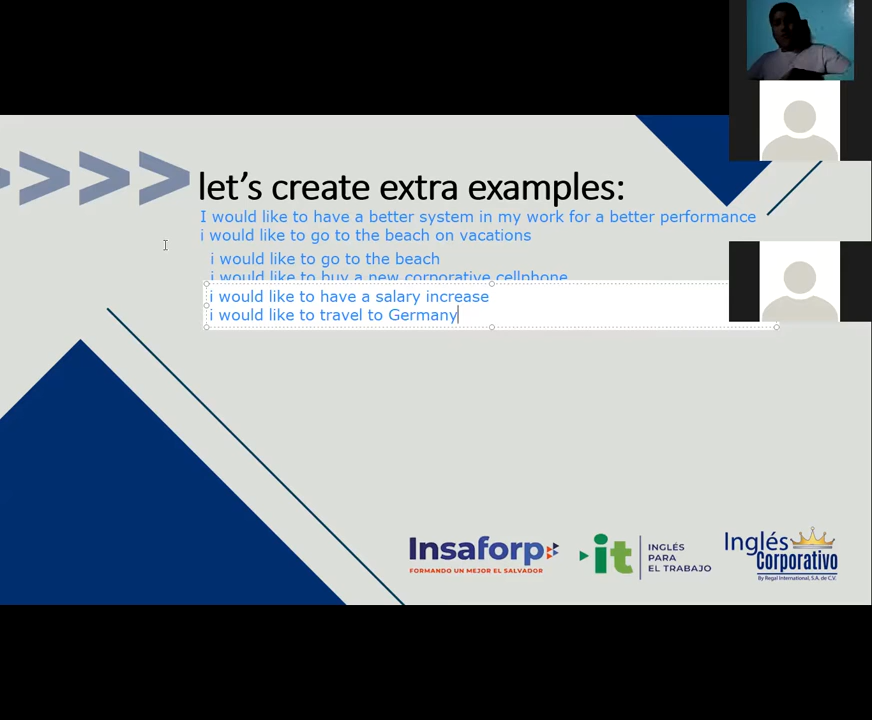 let's create extra examples:
I would like to have a better system in my work for a better performance
i would like to go to the beach on vacations
i would like to go to the beach
i would like to buy a new corporative cellphone
i would like to have a salary increase
i would like to travel to Germany
Insaforp
FORMANDO UN MEJOR EL SALVADOR
it
INGLÉS
PARA
EL TRABAJO
Inglés
Corporativo
By Regal International, S.A. de C.V.